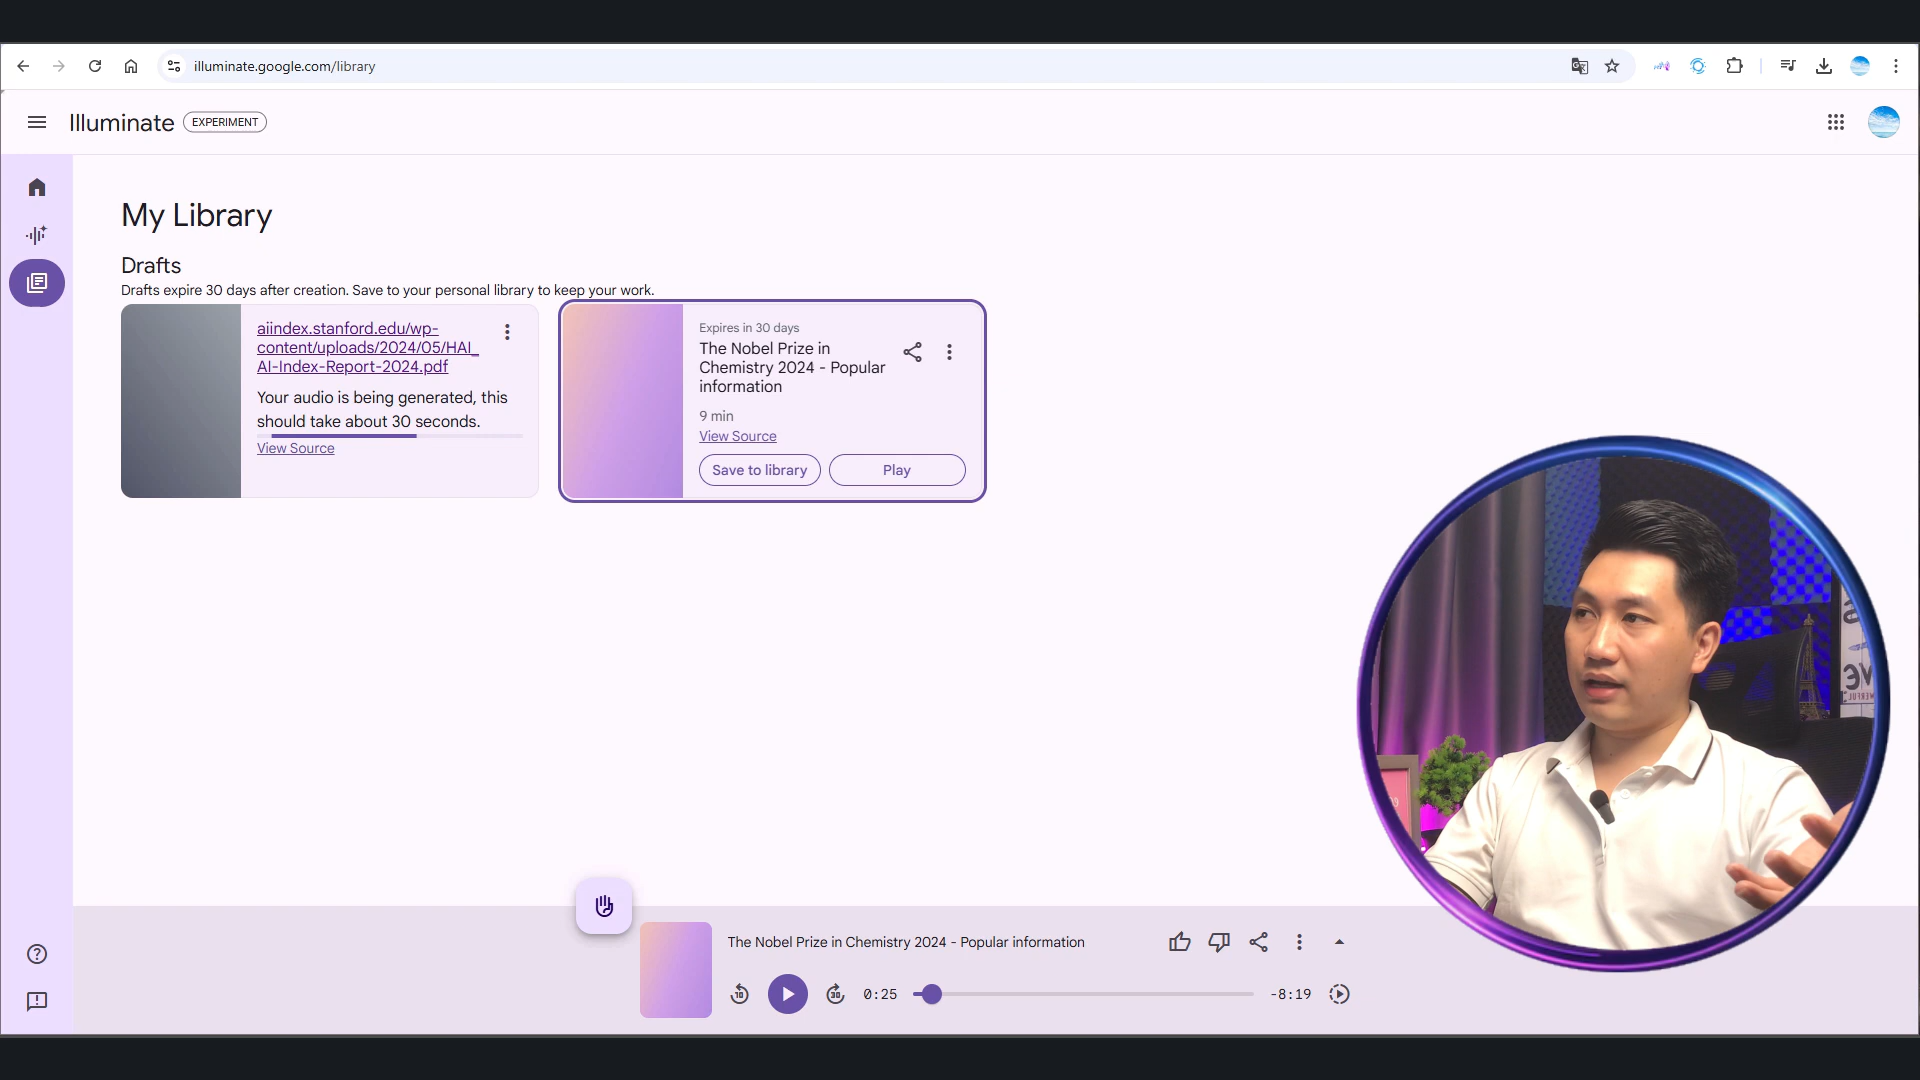 illuminate.google.com/library
Illuminate
EXPERIMENT
My Library
Drafts
Drafts expire 30 days after creation. Save to your personal library to keep your work.
aiindex.stanford.edu/wp-
content/uploads/2024/05/HAI_
AI-Index-Report-2024.pdf
Your audio is being generated, this
should take about 30 seconds.
View Source
Expires in 30 days
The Nobel Prize in
Chemistry 2024 - Popular
information
9 min
View Source
Save to library
Play
The Nobel Prize in Chemistry 2024 - Popular information
10
30
0:25
-8:19